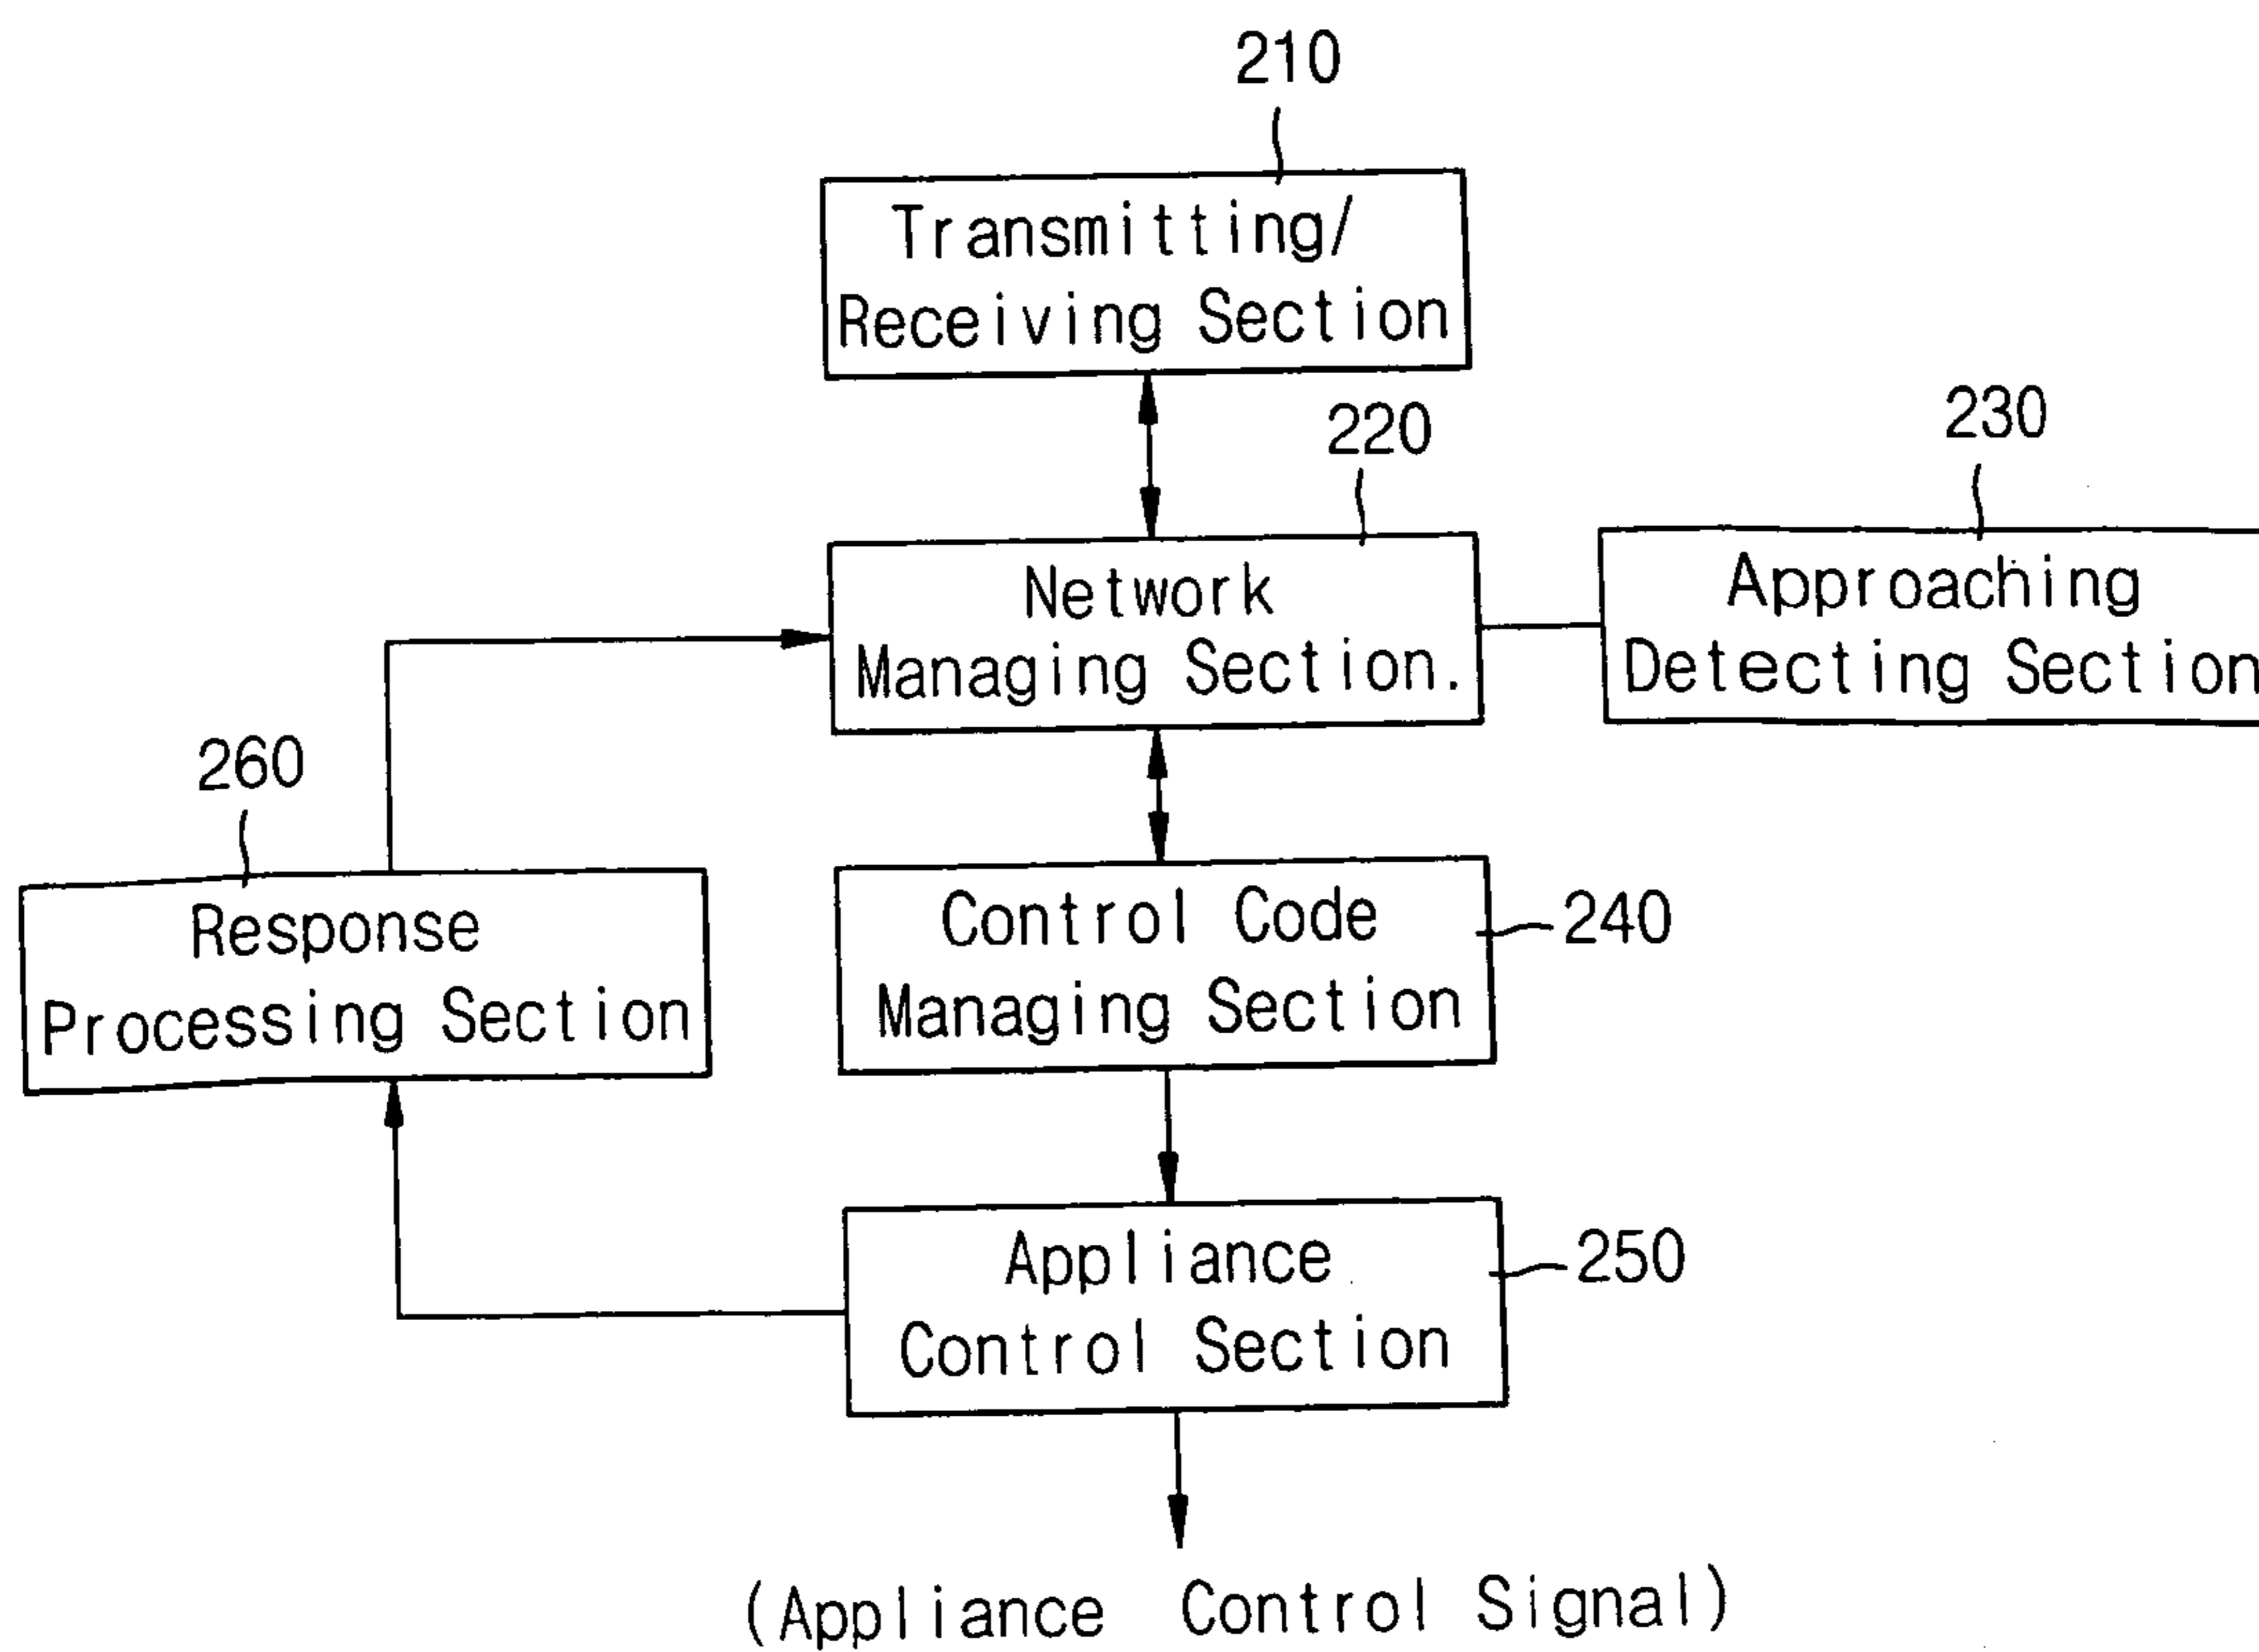 210
Transmitting/
Receiving Section
220
230
Network
Managing Section.
Approaching
Detecting Section
260
Response
Processing Section
Control Code
Managing Section
240
Appliance
Control Section
250
(Appliance Control Signal)